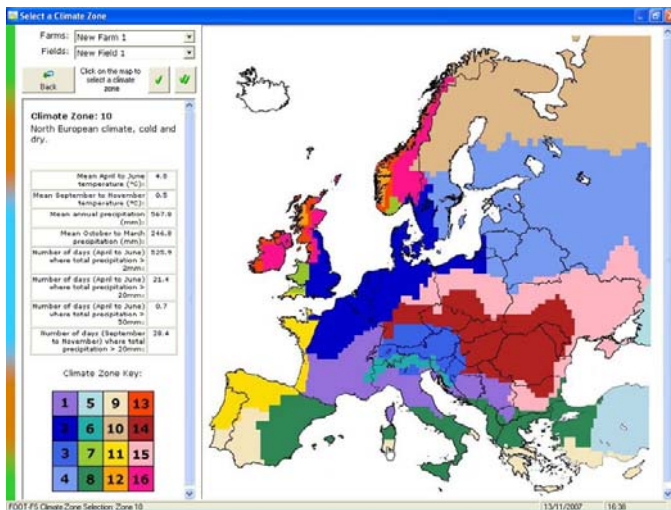 Select a Climate Zone
Farms: New Farm 1
Fields: New Field 1
Back
Click on the map to
select a climate
zone
Climate Zone: 10
North European climate, cold and
dry.
Mean April to June
temperature (°C): 4.8
Mean September to November
temperature (°C): 0.5
Mean annual precipitation
(mm): 567.8
Mean October to March
precipitation (mm): 246.8
Number of days (April to June) 525.9
where total precipitation >
2mm:
Number of days (April to June) 21.4
where total precipitation >
20mm:
Number of days (April to June) 0.7
where total precipitation >
50mm:
Number of days (September 28.4
to November) where total
precipitation > 20mm:
Climate Zone Key:
1 5 9 13
2 6 10 14
3 7 11 15
4 8 12 16
FOOT-FS Climate Zone Selection: Zone 10
13/11/2007 16:38